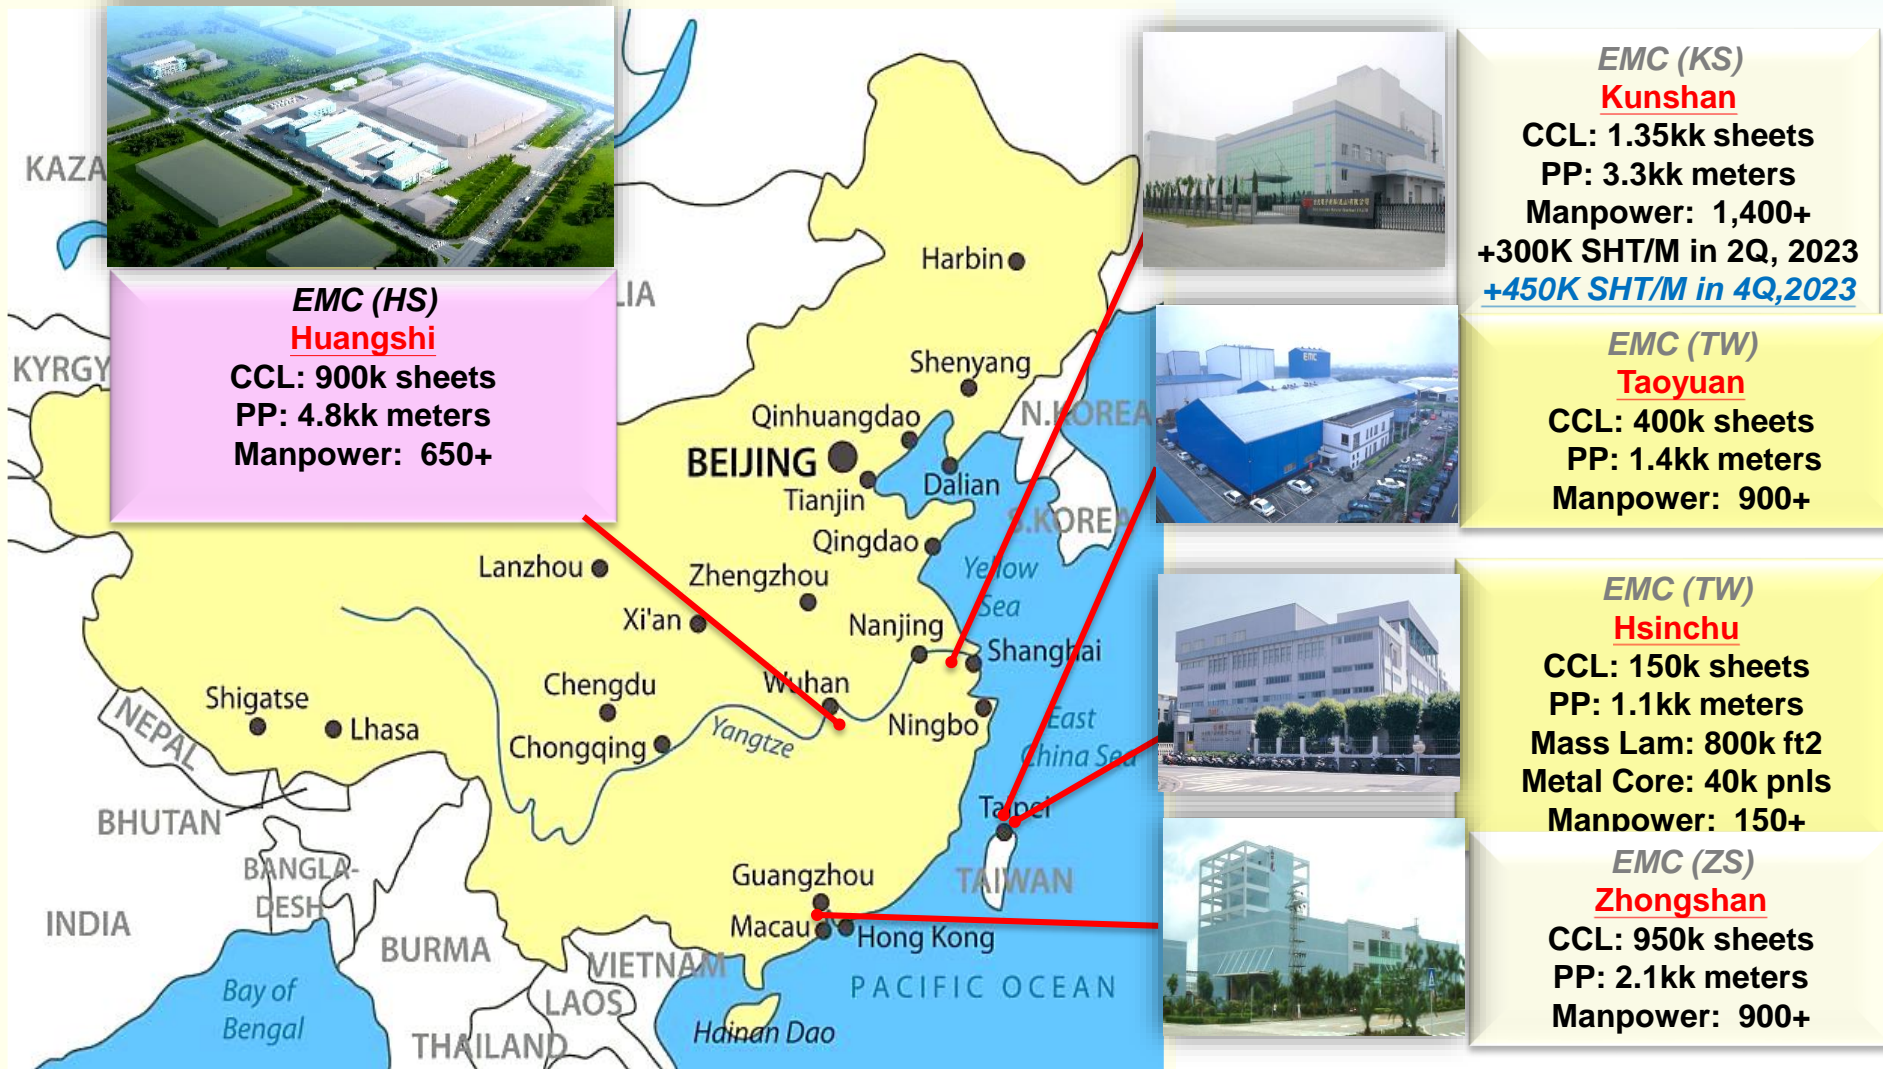 EMC (HS)
Huangshi
CCL: 900k sheets
PP: 4.8kk meters
Manpower: 650+
EMC (KS)
Kunshan
CCL: 1.35kk sheets
PP: 3.3kk meters
Manpower: 1,400+
+300K SHT/M in 2Q, 2023
+450K SHT/M in 4Q,2023
EMC (TW)
Taoyuan
CCL: 400k sheets
PP: 1.4kk meters
Manpower: 900+
EMC (TW)
Hsinchu
CCL: 150k sheets
PP: 1.1kk meters
Mass Lam: 800k ft2
Metal Core: 40k pnls
Manpower: 150+
EMC (ZS)
Zhongshan
CCL: 950k sheets
PP: 2.1kk meters
Manpower: 900+
EMC
KAZA
LIA
KYRGY
Harbin
Shenyang
Qinhuangdao
N.KOREA
BEIJING
Tianjin
Dalian
S.KOREA
Qingdao
Lanzhou
Zhengzhou
Yellow
Sea
Xi'an
Nanjing
Shanghai
Chengdu
Wuhan
Shigatse
Lhasa
NEPAL
Chongqing
Yangtze
Ningbo
East
China Sea
BHUTAN
Taipei
BANGLA-
DESH
Guangzhou
TAIWAN
INDIA
Macau
Hong Kong
BURMA
VIETNAM
Bay of
Bengal
LAOS
PACIFIC OCEAN
Hainan Dao
THAILAND